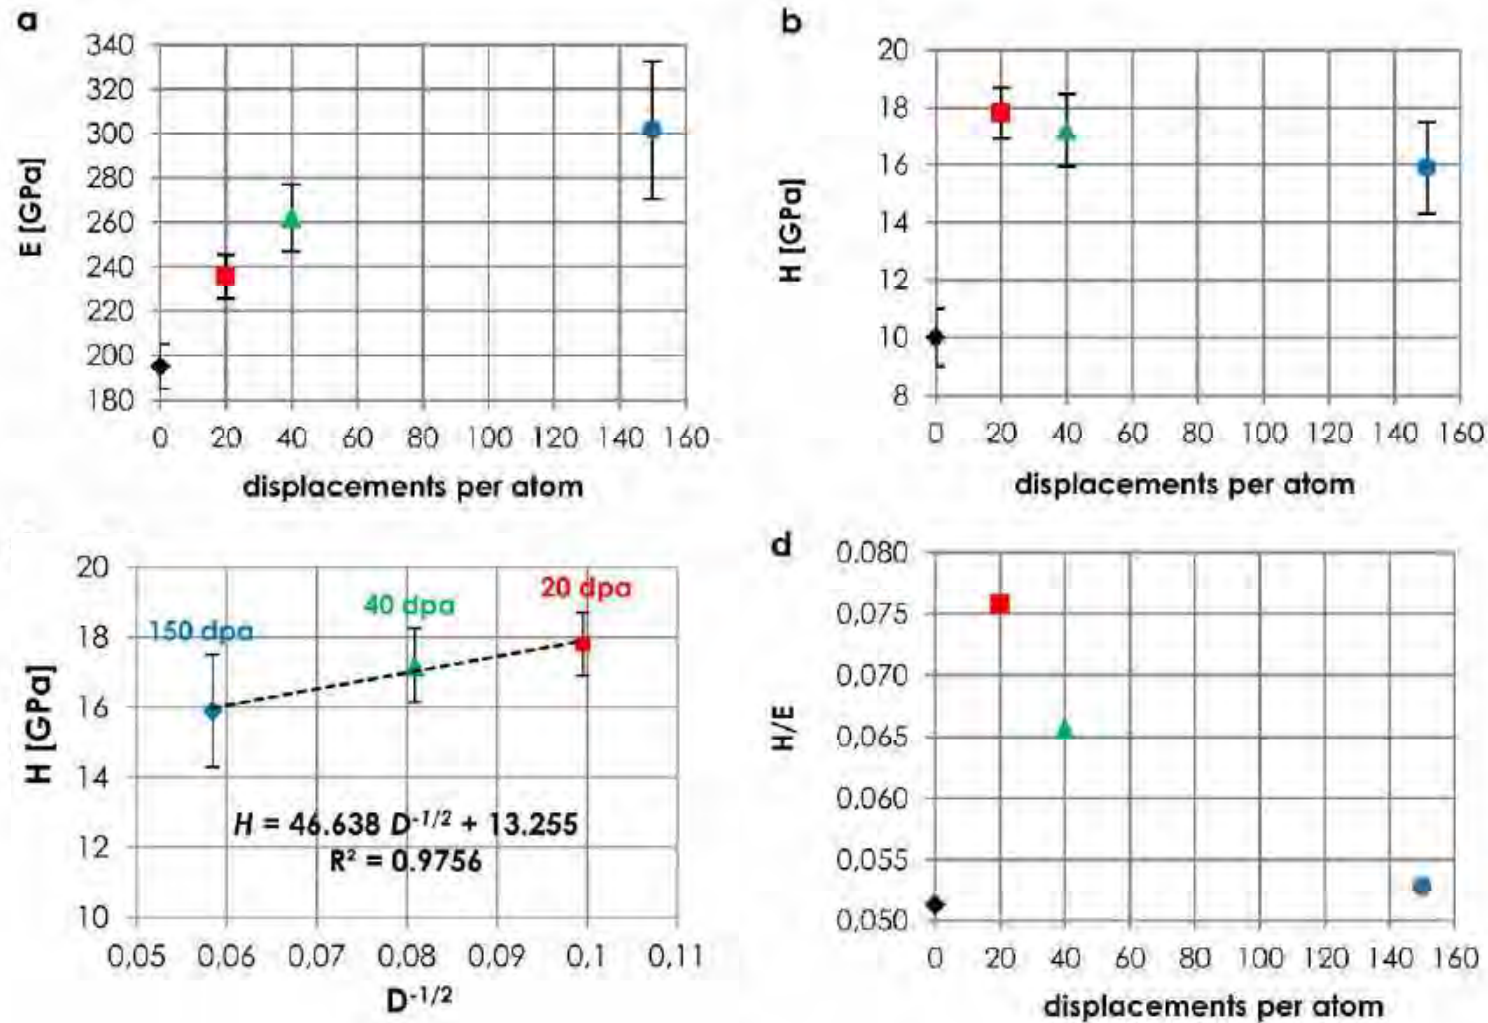 a
340
320
300
280
260
240
220
200
180
E [GPa]
0 20 40 60 80 100 120 140 160
displacements per atom
b
20
18
16
14
12
10
8
H [GPa]
0 20 40 60 80 100 120 140 160
displacements per atom
20
18
16
14
12
10
H [GPa]
150 dpa
40 dpa
20 dpa
H = 46.638 D-1/2 + 13.255
R² = 0.9756
0,05 0,06 0,07 0,08 0,09 0,1 0,11
D-1/2
d
0,080
0,075
0,070
0,065
0,060
0,055
0,050
H/E
0 20 40 60 80 100 120 140 160
displacements per atom